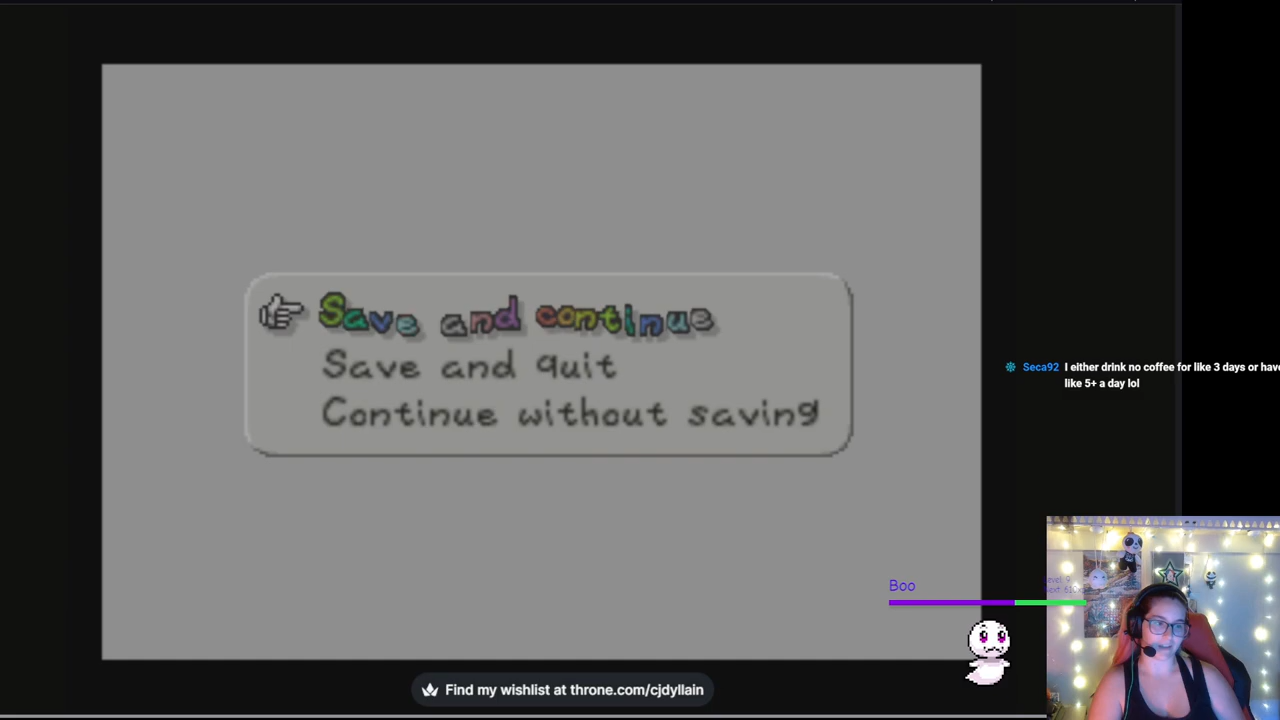 Save and continue
Save and quit
Continue without saving
Seca92 I either drink no coffee for like 3 days or have
like 5+ a day lol
Boo
Find my wishlist at throne.com/cjdyllain